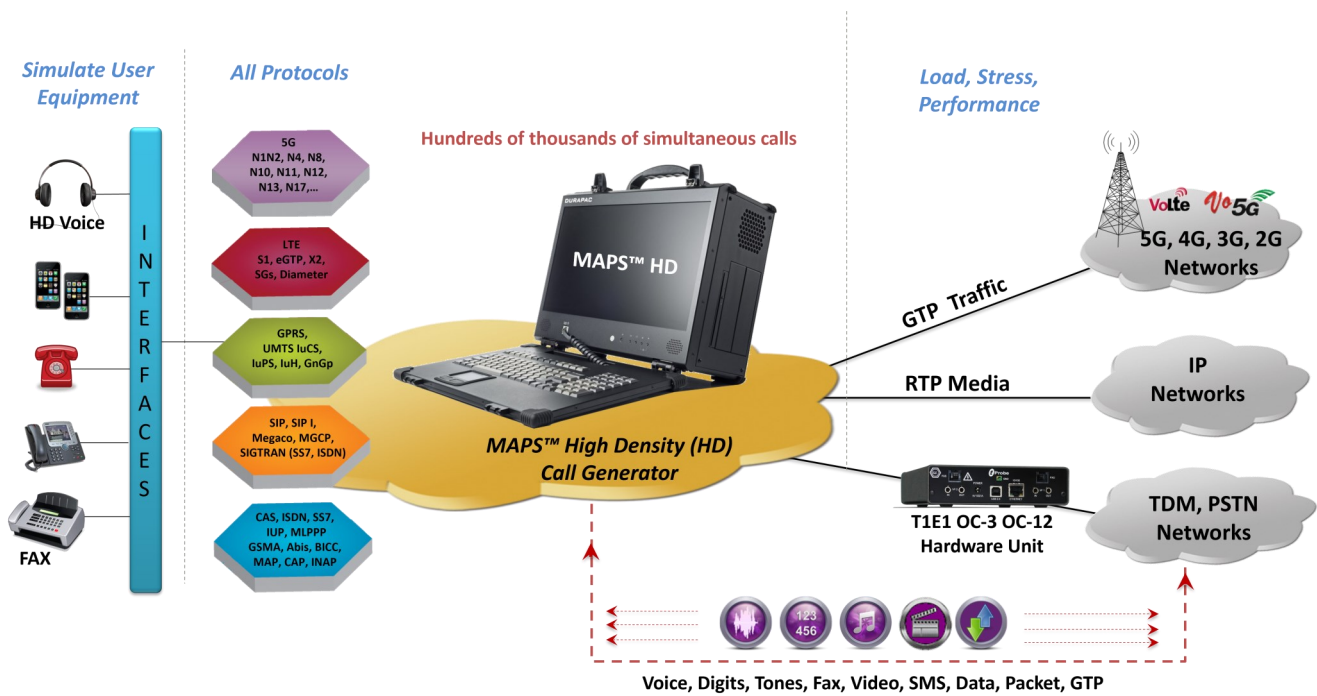 Simulate User
Equipment
All Protocols
Load, Stress,
Performance
Hundreds of thousands of simultaneous calls
HD Voice
FAX
INTERFACES
5G
N1N2, N4, N8,
N10, N11, N12,
N13, N17,...
LTE
S1, eGTP, X2,
SGs, Diameter
GPRS,
UMTS IuCS,
IuPS, IuH, GnGp
SIP, SIP I,
Megaco, MGCP,
SIGTRAN (SS7, ISDN)
CAS, ISDN, SS7,
IUP, MLPPP
GSMA, Abis, BICC,
MAP, CAP, INAP
DURAPAC
MAPS™ HD
MAPS™ High Density (HD)
Call Generator
GTP Traffic
RTP Media
VoLte
Vo5G
5G, 4G, 3G, 2G
Networks
IP
Networks
Probe
T1E1 OC-3 OC-12
Hardware Unit
TDM, PSTN
Networks
123
456
Voice, Digits, Tones, Fax, Video, SMS, Data, Packet, GTP